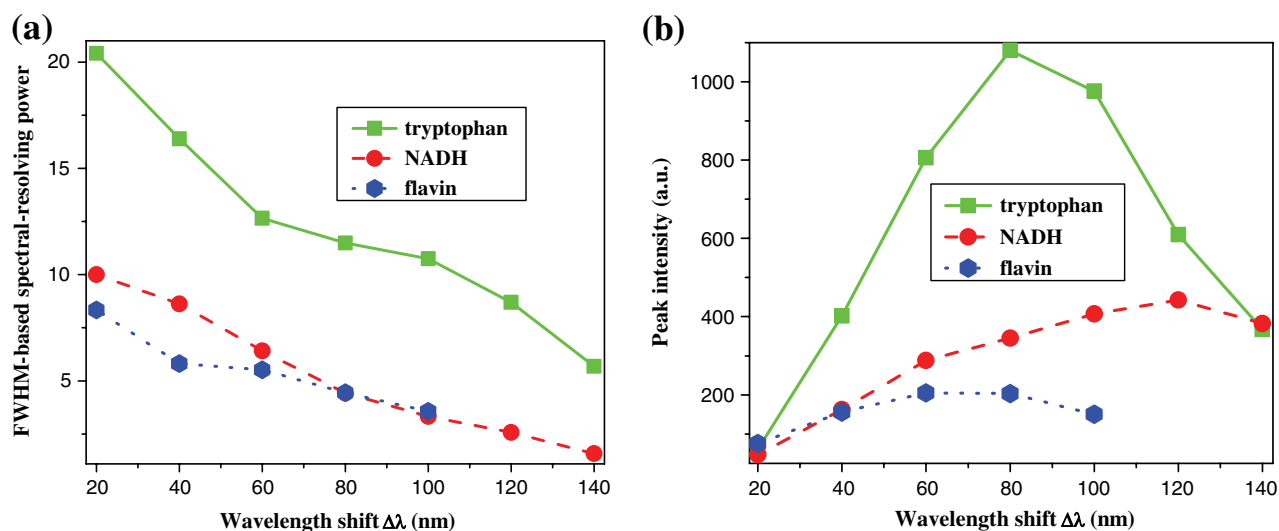 (a)
20
15
10
5
FWHM-based spectral-resolving power
tryptophan
NADH
flavin
20 40 60 80 100 120 140
Wavelength shift Δλ (nm)
(b)
1000
800
600
400
200
Peak intensity (a.u.)
tryptophan
NADH
flavin
20 40 60 80 100 120 140
Wavelength shift Δλ (nm)